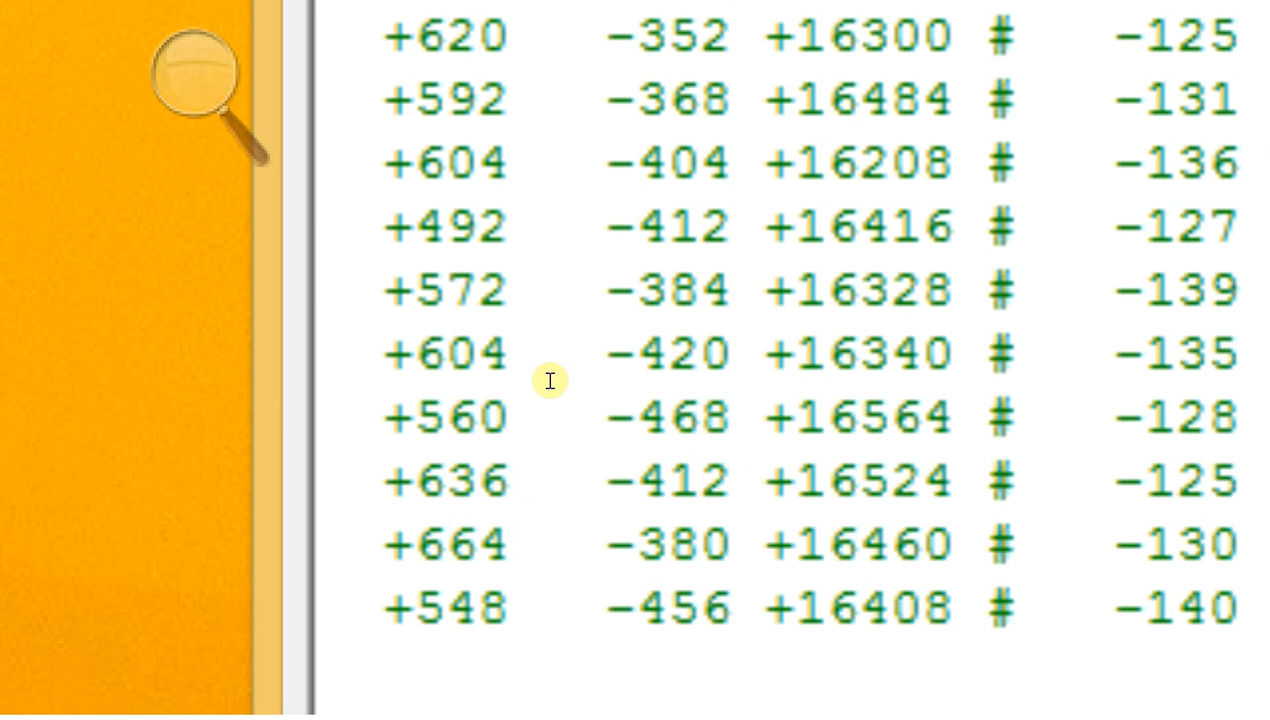 +620 -352 +16300 # -125
+592 -368 +16484 # -131
+604 -404 +16208 # -136
+492 -412 +16416 # -127
+572 -384 +16328 # -139
+604 -420 +16340 # -135
+560 -468 +16564 # -128
+636 -412 +16524 # -125
+664 -380 +16460 # -130
+548 -456 +16408 # -140